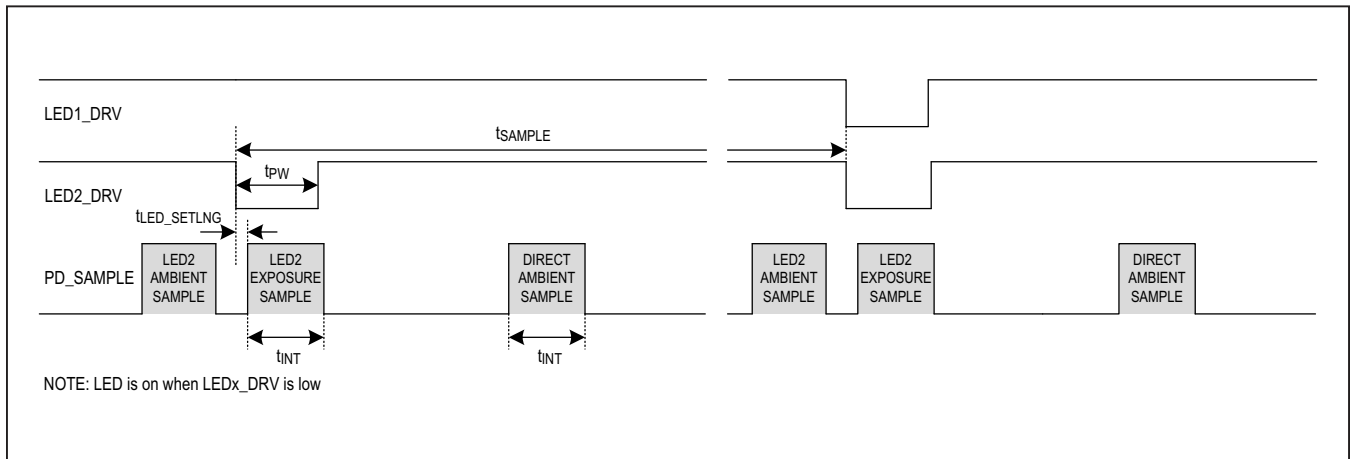 LED1_DRV
tSAMPLE
tPW
LED2_DRV
tLED_SETLNG
PD_SAMPLE
LED2
AMBIENT
SAMPLE
LED2
EXPOSURE
SAMPLE
DIRECT
AMBIENT
SAMPLE
LED2
AMBIENT
SAMPLE
LED2
EXPOSURE
SAMPLE
DIRECT
AMBIENT
SAMPLE
tINT
tINT
NOTE: LED is on when LEDx_DRV is low